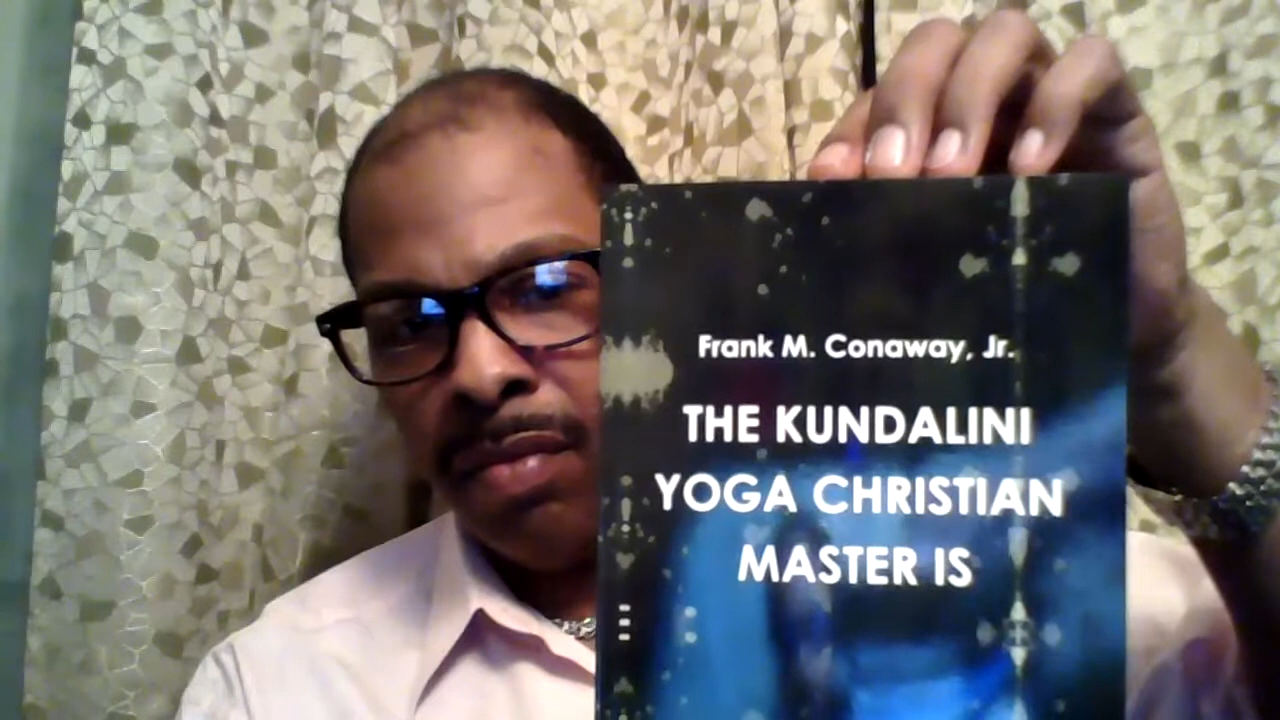 Frank M. Conaway, Jr.
THE KUNDALINI
YOGA CHRISTIAN
MASTER IS